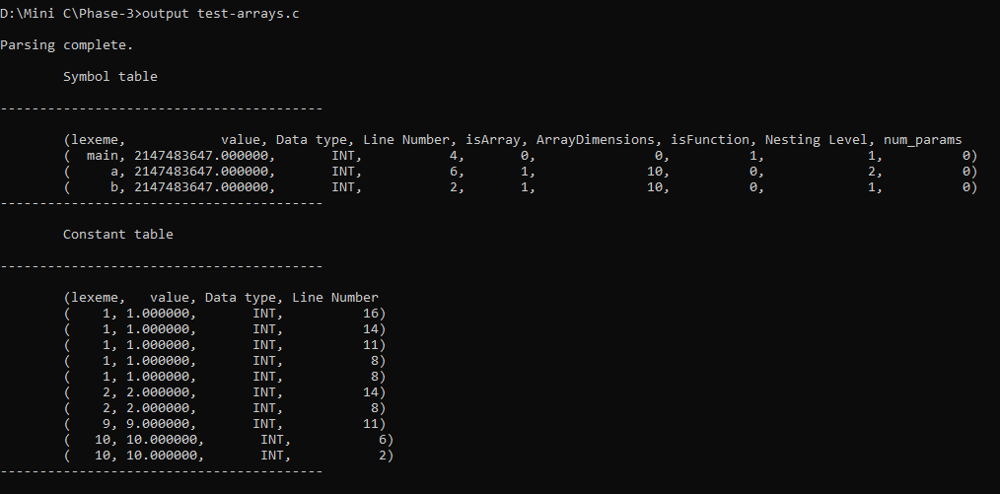 D:\Mini C\Phase-3>output test-arrays.c
Parsing complete.
Symbol table
-----------------------------------------
(lexeme,            value, Data type, Line Number, isArray, ArrayDimensions, isFunction, Nesting Level, num_params
(  main, 2147483647.000000,       INT,           4,       0,               0,          1,             1,          0)
(     a, 2147483647.000000,       INT,           6,       1,              10,          0,             2,          0)
(     b, 2147483647.000000,       INT,           2,       1,              10,          0,             1,          0)
-----------------------------------------
Constant table
-----------------------------------------
(lexeme,   value, Data type, Line Number
(    1, 1.000000,       INT,          16)
(    1, 1.000000,       INT,          14)
(    1, 1.000000,       INT,          11)
(    1, 1.000000,       INT,           8)
(    1, 1.000000,       INT,           8)
(    2, 2.000000,       INT,          14)
(    2, 2.000000,       INT,           8)
(    9, 9.000000,       INT,          11)
(   10, 10.000000,       INT,           6)
(   10, 10.000000,       INT,           2)
-----------------------------------------